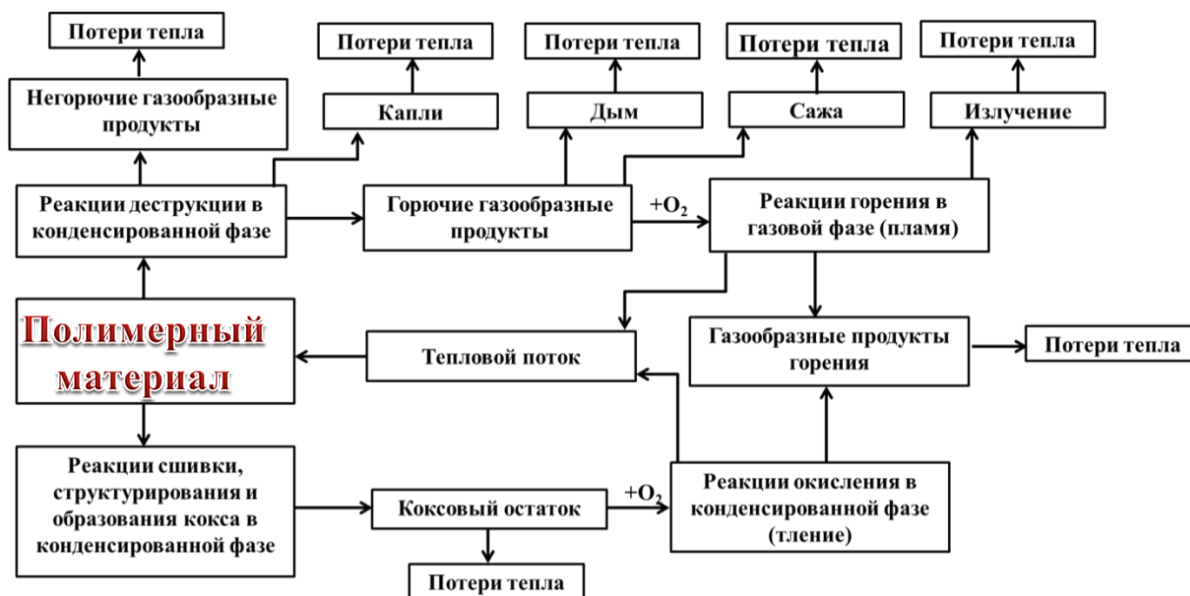 Потери тепла
Потери тепла
Потери тепла
Потери тепла
Потери тепла
Негорючие газообразные
продукты
Капли
Дым
Сажа
Излучение
Реакции деструкции в
конденсированной фазе
Горючие газообразные
продукты
+O₂
Реакции горения в
газовой фазе (пламя)
Полимерный
материал
Тепловой поток
Газообразные продукты
горения
Потери тепла
Реакции сшивки,
структурирования и
образования кокса в
конденсированной фазе
Коксовый остаток
+O₂
Реакции окисления в
конденсированной фазе
(тление)
Потери тепла